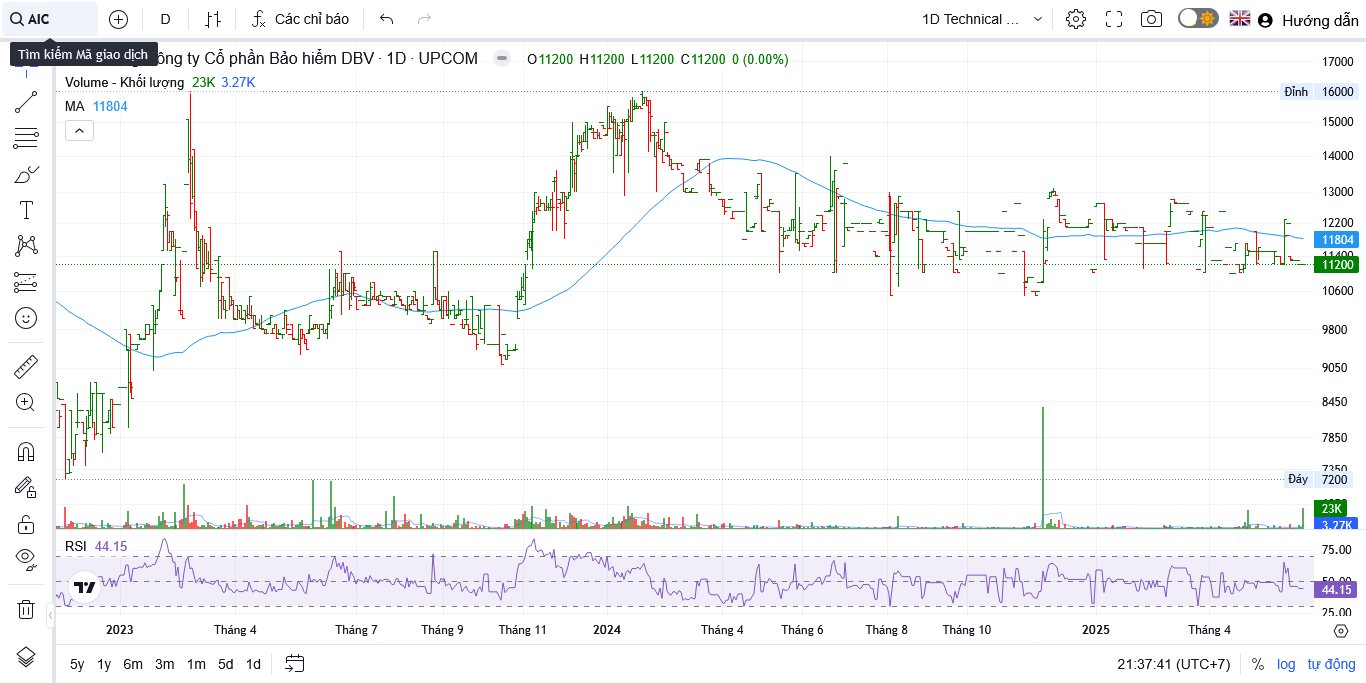 AIC D Các chỉ báo 1D Technical ... Hướng dẫn
Tìm kiếm Mã giao dịch
ông ty Cổ phần Bảo hiểm DBV · 1D · UPCOM O11200 H11200 L11200 C11200 0 (0.00%)
Volume - Khối lượng 23K 3.27K
MA 11804
17000
Đỉnh 16000
15000
14000
13000
12200
11804
11400
11200
10600
9800
9050
8450
7850
7350
Đáy 7200
23K
3.27K
RSI 44.15
75.00
50.00
44.15
25.00
2023 Tháng 4 Tháng 7 Tháng 9 Tháng 11 2024 Tháng 4 Tháng 6 Tháng 8 Tháng 10 2025 Tháng 4
5y 1y 6m 3m 1m 5d 1d 21:37:41 (UTC+7) % log tự động